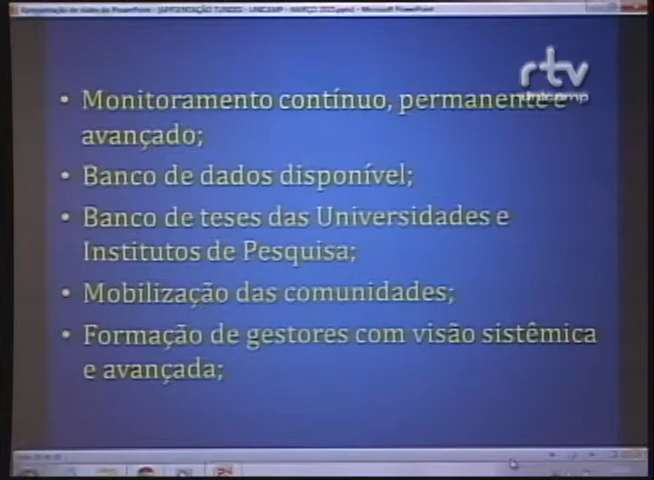 rtv
unicamp
• Monitoramento contínuo, permanente e
avançado;
• Banco de dados disponível;
• Banco de teses das Universidades e
Institutos de Pesquisa;
• Mobilização das comunidades;
• Formação de gestores com visão sistêmica
e avançada;